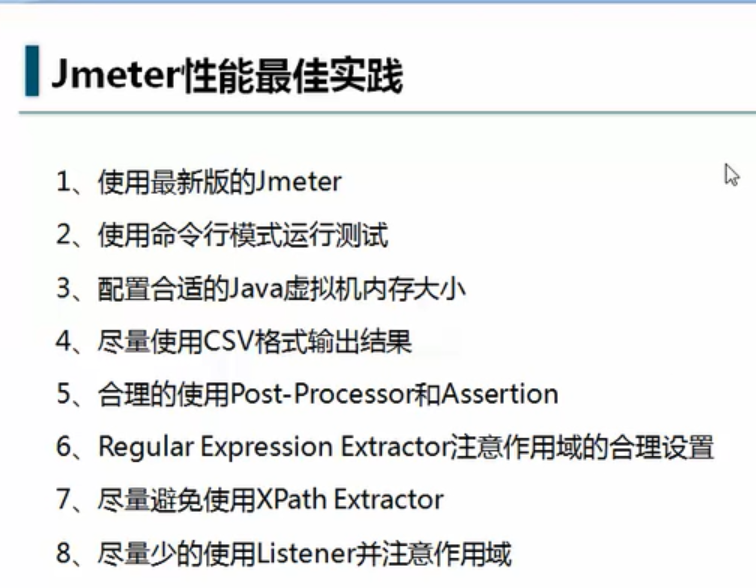 Jmeter性能最佳实践
1、使用最新版的Jmeter
2、使用命令行模式运行测试
3、配置合适的Java虚拟机内存大小
4、尽量使用CSV格式输出结果
5、合理的使用Post-Processor和Assertion
6、Regular Expression Extractor注意作用域的合理设置
7、尽量避免使用XPath Extractor
8、尽量少的使用Listener并注意作用域